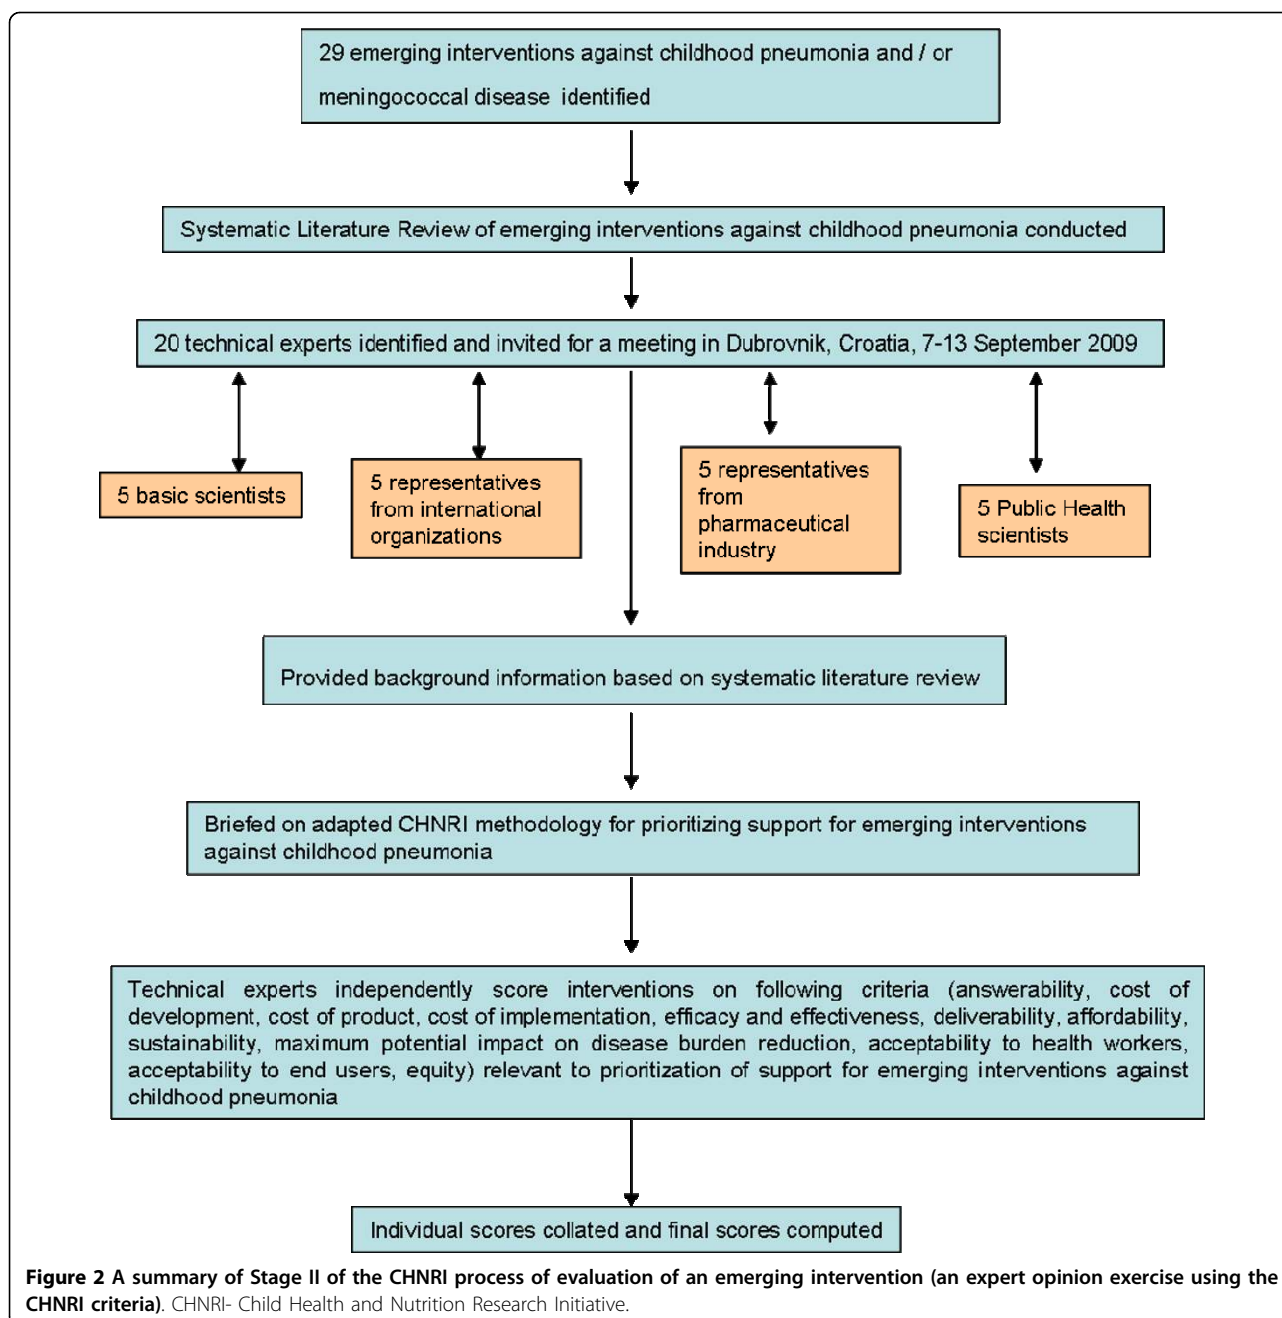 29 emerging interventions against childhood pneumonia and / or
meningococcal disease identified
Systematic Literature Review of emerging interventions against childhood pneumonia conducted
20 technical experts identified and invited for a meeting in Dubrovnik, Croatia, 7-13 September 2009
5 basic scientists
5 representatives
from international
organizations
5 representatives
from
pharmaceutical
industry
5 Public Health
scientists
Provided background information based on systematic literature review
Briefed on adapted CHNRI methodology for prioritizing support for emerging interventions
against childhood pneumonia
Technical experts independently score interventions on following criteria (answerability, cost of
development, cost of product, cost of implementation, efficacy and effectiveness, deliverability, affordability,
sustainability, maximum potential impact on disease burden reduction, acceptability to health workers,
acceptability to end users, equity) relevant to prioritization of support for emerging interventions against
childhood pneumonia
Individual scores collated and final scores computed
Figure 2 A summary of Stage II of the CHNRI process of evaluation of an emerging intervention (an expert opinion exercise using the
CHNRI criteria). CHNRI- Child Health and Nutrition Research Initiative.